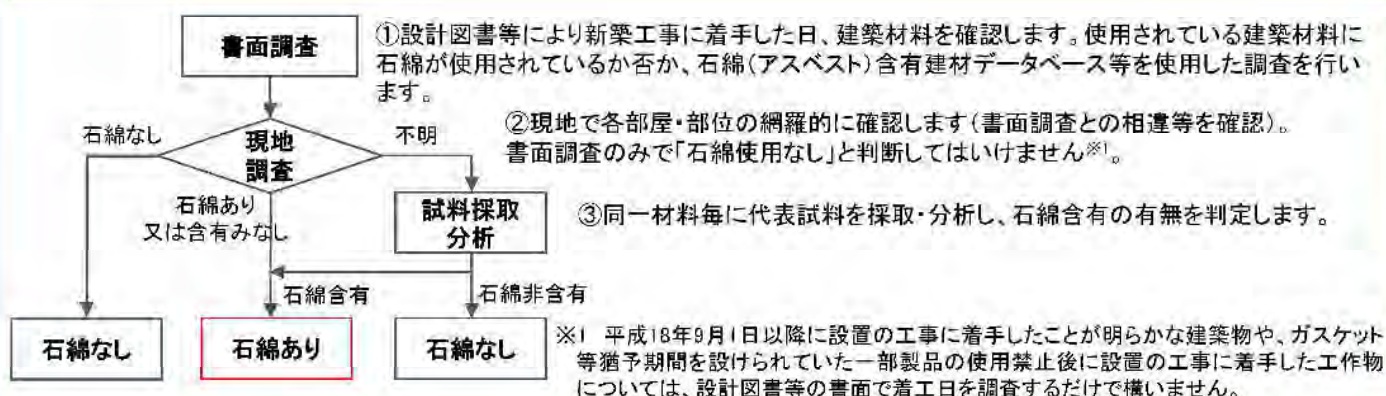 書面調査
①設計図書等により新築工事に着手した日、建築材料を確認します。使用されている建築材料に
石綿が使用されているか否か、石綿(アスベスト)含有建材データベース等を使用した調査を行い
ます。
石綿なし
現地
調査
不明
②現地で各部屋・部位の網羅的に確認します(書面調査との相違等を確認)。
書面調査のみで「石綿使用なし」と判断してはいけません※1。
石綿あり
又は含有みなし
試料採取
分析
③同一材料毎に代表試料を採取・分析し、石綿含有の有無を判定します。
石綿含有
石綿非含有
石綿なし
石綿あり
石綿なし
※1 平成18年9月1日以降に設置の工事に着手したことが明らかな建築物や、ガスケット
等猶予期間を設けられていた一部製品の使用禁止後に設置の工事に着手した工作物
については、設計図書等の書面で着工日を調査するだけで構いません。